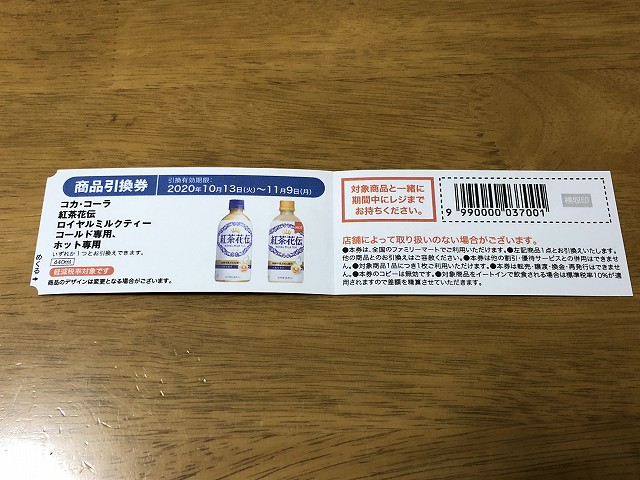 商品引換券
引換有効期限:
2020年10月13日(火)~11月9日(月)
コカ・コーラ
紅茶花伝
ロイヤルミルクティー
コールド専用、
ホット専用
いずれか1つとお引換えできます。
440ml
軽減税率対象です
商品のデザインは変更となる場合がございます。
紅茶花伝
紅茶花伝
対象商品と一緒に
期間中にレジまで
お持ちください。
9 990000 037001
検収印
店舗によって取り扱いのない場合がございます。
●本券は、全国のファミリーマートでご利用いただけます。●左記商品1点とお引換えいたします。
他の商品とのお引換えはご容赦ください。●本券は他の割引・優待サービスとの併用はできませ
ん。●対象商品1品につき1枚ご利用いただけます。●本券は転売・譲渡・換金・再発行はできませ
ん。●本券のコピーは無効です。●対象商品をイートインで飲食される場合は標準税率10%が適
用されますので差額を精算させていただきます。